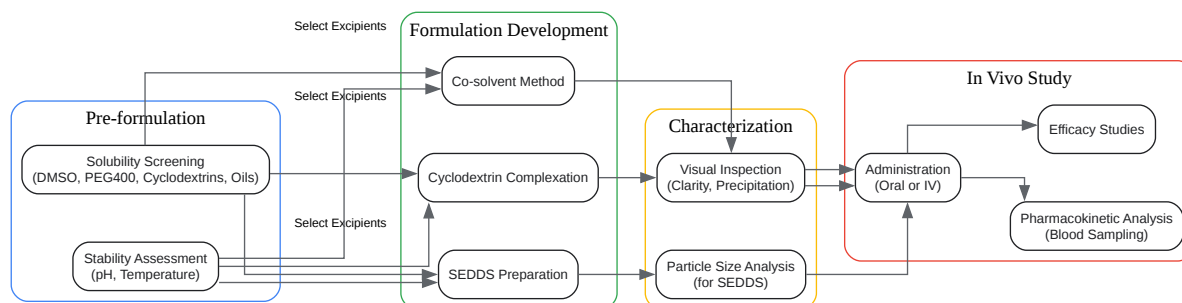 Select Excipients
Formulation Development
Co-solvent Method
In Vivo Study
Select Excipients
Pre-formulation
Characterization
Efficacy Studies
Solubility Screening
(DMSO, PEG400, Cyclodextrins, Oils)
Cyclodextrin Complexation
Visual Inspection
(Clarity, Precipitation)
Administration
(Oral or IV)
Select Excipients
Pharmacokinetic Analysis
(Blood Sampling)
Stability Assessment
(pH, Temperature)
SEDDS Preparation
Particle Size Analysis
(for SEDDS)